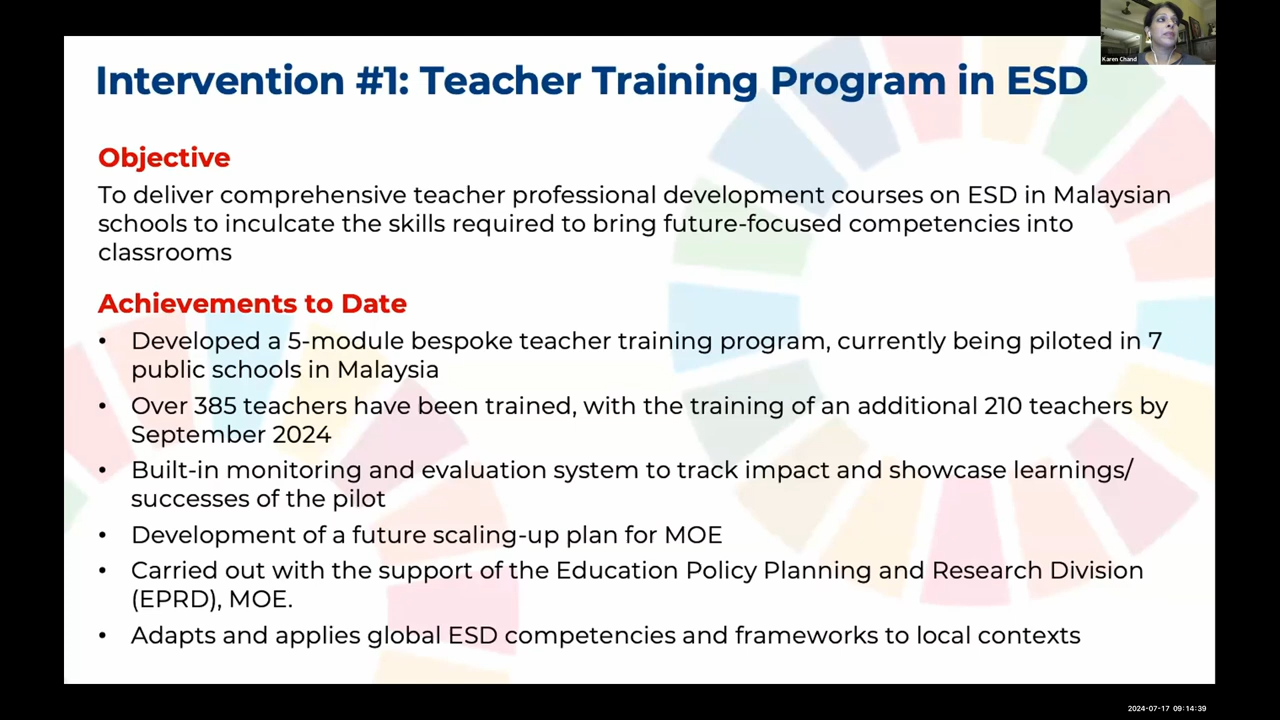 Karen Chand
Intervention #1: Teacher Training Program in ESD
Objective
To deliver comprehensive teacher professional development courses on ESD in Malaysian
schools to inculcate the skills required to bring future-focused competencies into
classrooms
Achievements to Date
• Developed a 5-module bespoke teacher training program, currently being piloted in 7
public schools in Malaysia
• Over 385 teachers have been trained, with the training of an additional 210 teachers by
September 2024
• Built-in monitoring and evaluation system to track impact and showcase learnings/
successes of the pilot
• Development of a future scaling-up plan for MOE
• Carried out with the support of the Education Policy Planning and Research Division
(EPRD), MOE.
• Adapts and applies global ESD competencies and frameworks to local contexts
2024-07-17 09:14:39